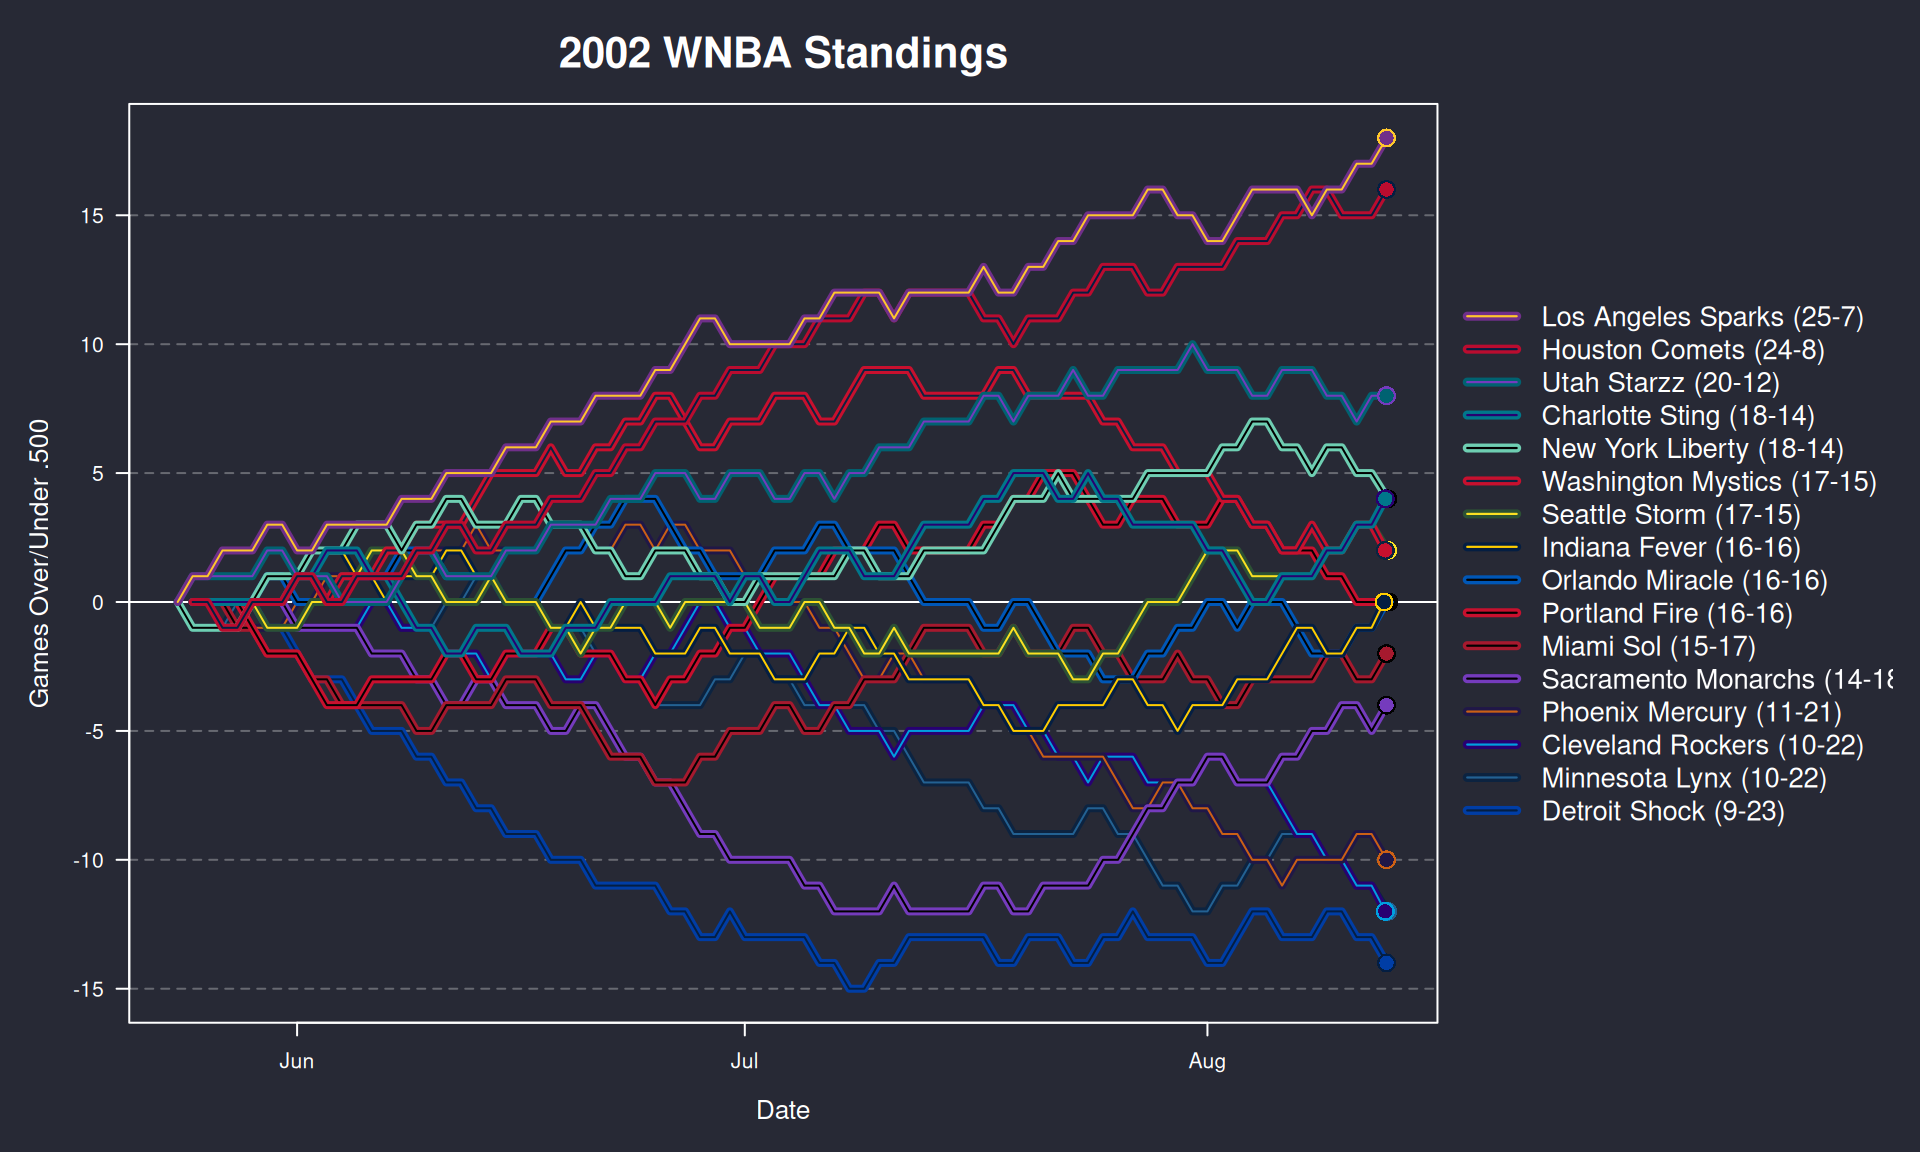 2002 WNBA Standings
Games Over/Under .500
15
10
5
0
-5
-10
-15
Jun
Jul
Aug
Date
Los Angeles Sparks (25-7)
Houston Comets (24-8)
Utah Starzz (20-12)
Charlotte Sting (18-14)
New York Liberty (18-14)
Washington Mystics (17-15)
Seattle Storm (17-15)
Indiana Fever (16-16)
Orlando Miracle (16-16)
Portland Fire (16-16)
Miami Sol (15-17)
Sacramento Monarchs (14-18
Phoenix Mercury (11-21)
Cleveland Rockers (10-22)
Minnesota Lynx (10-22)
Detroit Shock (9-23)